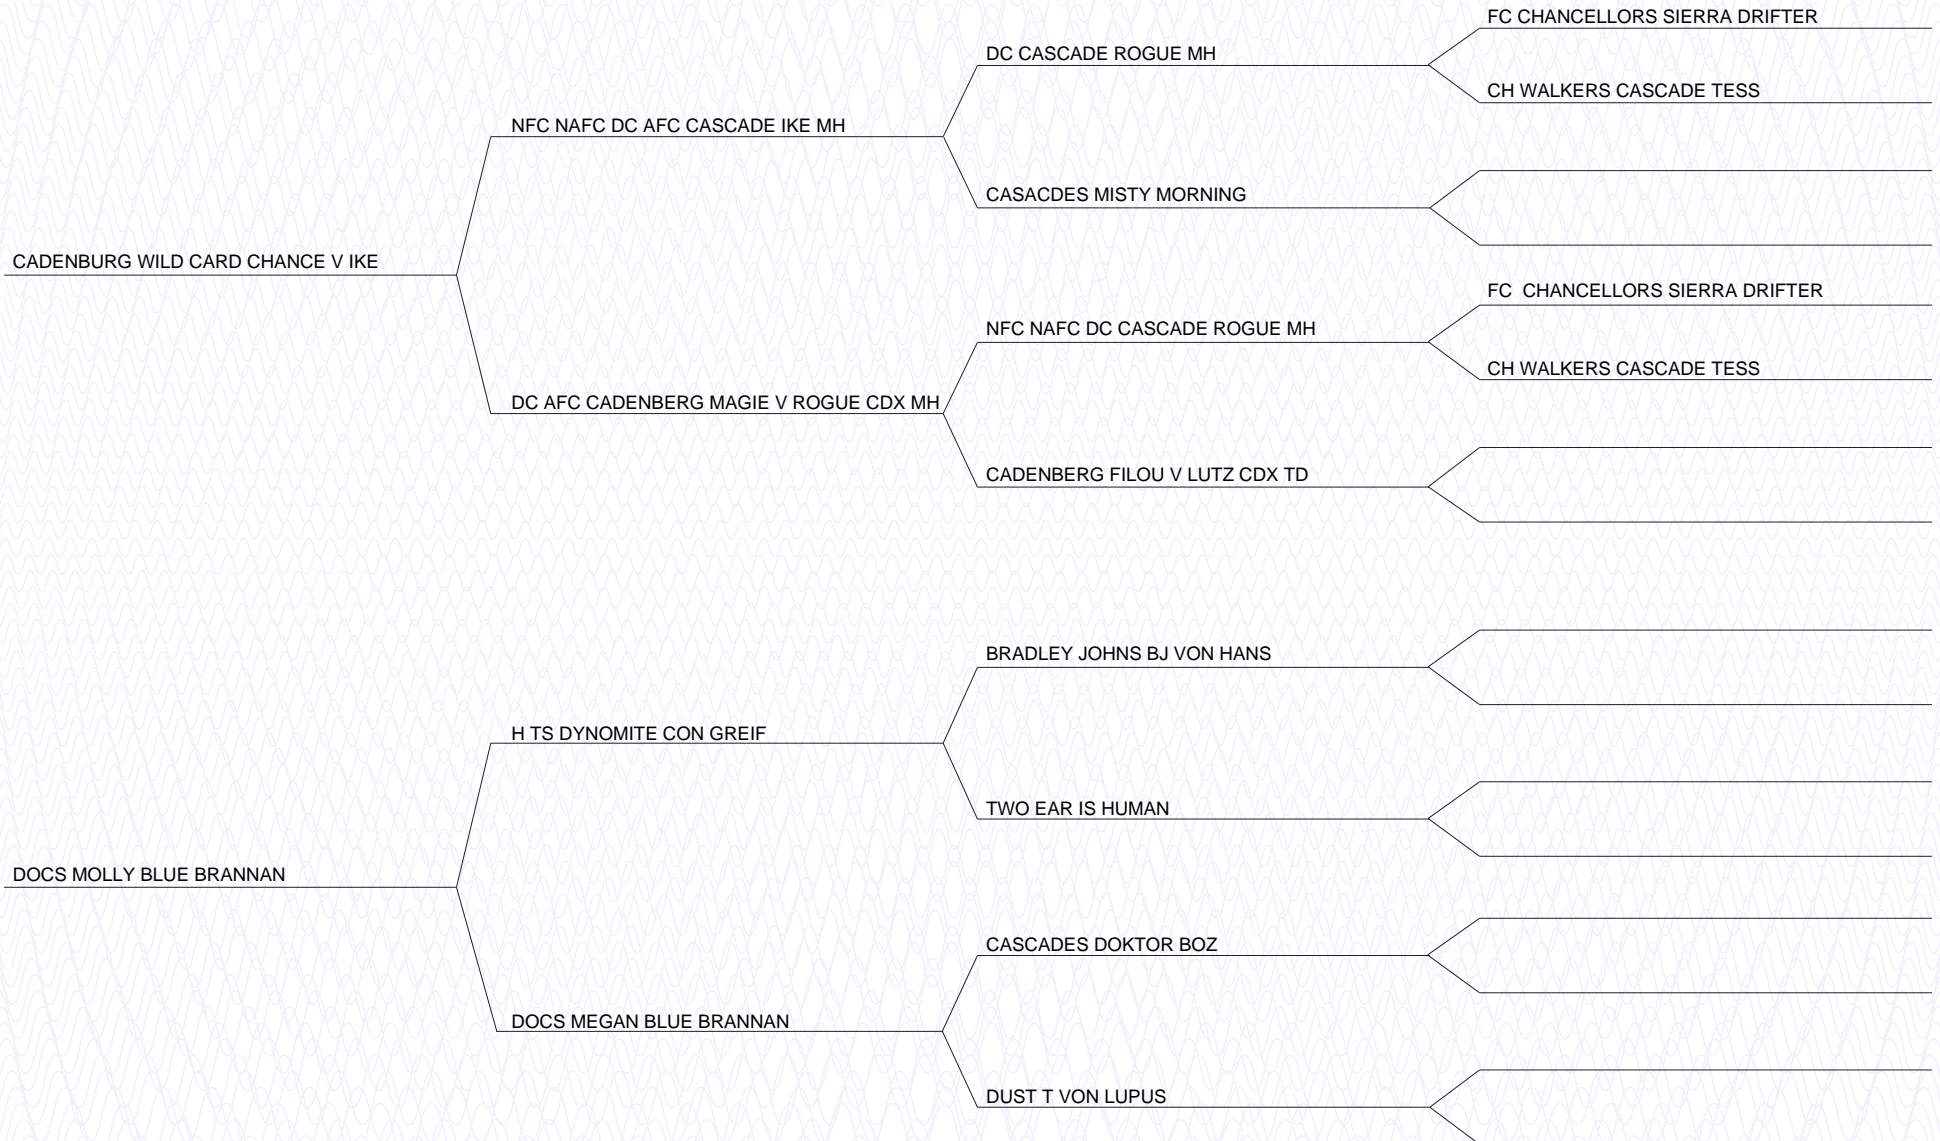 FC CHANCELLORS SIERRA DRIFTER
DC CASCADE ROGUE MH
CH WALKERS CASCADE TESS
NFC NAFC DC AFC CASCADE IKE MH
CASACDES MISTY MORNING
CADENBURG WILD CARD CHANCE V IKE
FC CHANCELLORS SIERRA DRIFTER
NFC NAFC DC CASCADE ROGUE MH
CH WALKERS CASCADE TESS
DC AFC CADENBERG MAGIE V ROGUE CDX MH
CADENBERG FILOU V LUTZ CDX TD
BRADLEY JOHNS BJ VON HANS
H TS DYNOMITE CON GREIF
TWO EAR IS HUMAN
DOCS MOLLY BLUE BRANNAN
CASCADES DOKTOR BOZ
DOCS MEGAN BLUE BRANNAN
DUST T VON LUPUS